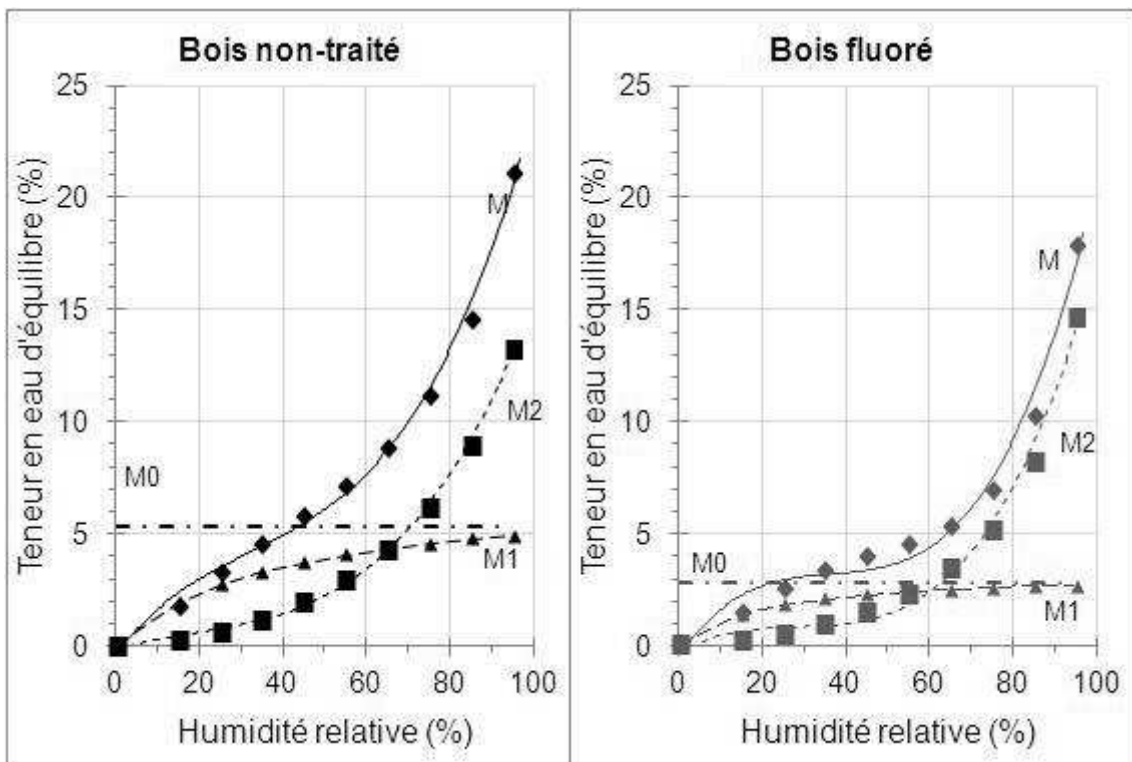 Bois non-traité
Teneur en eau d'équilibre (%)
25
20
15
10
5
0
M
M2
M0
M1
0 20 40 60 80 100
Humidité relative (%)
Bois fluoré
Teneur en eau d'équilibre (%)
25
20
15
10
5
0
M
M2
M0
M1
0 20 40 60 80 100
Humidité relative (%)